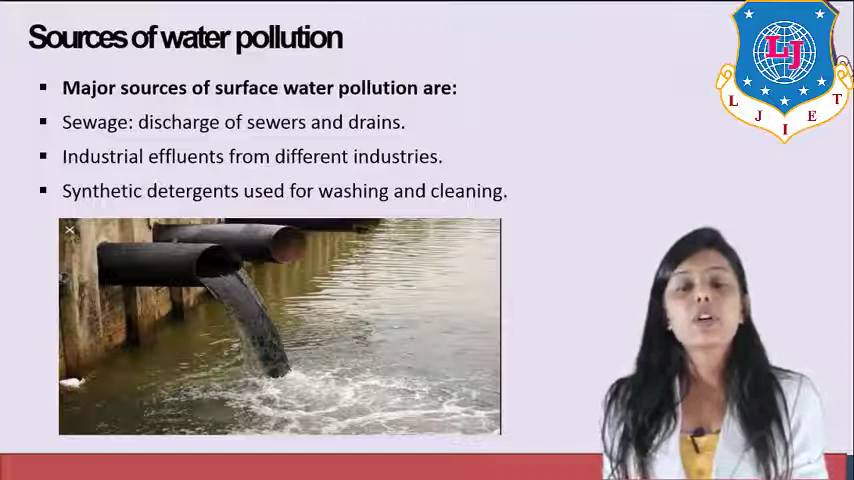 Sources of water pollution
Major sources of surface water pollution are:
Sewage: discharge of sewers and drains.
Industrial effluents from different industries.
Synthetic detergents used for washing and cleaning.
LJ
L J I E T